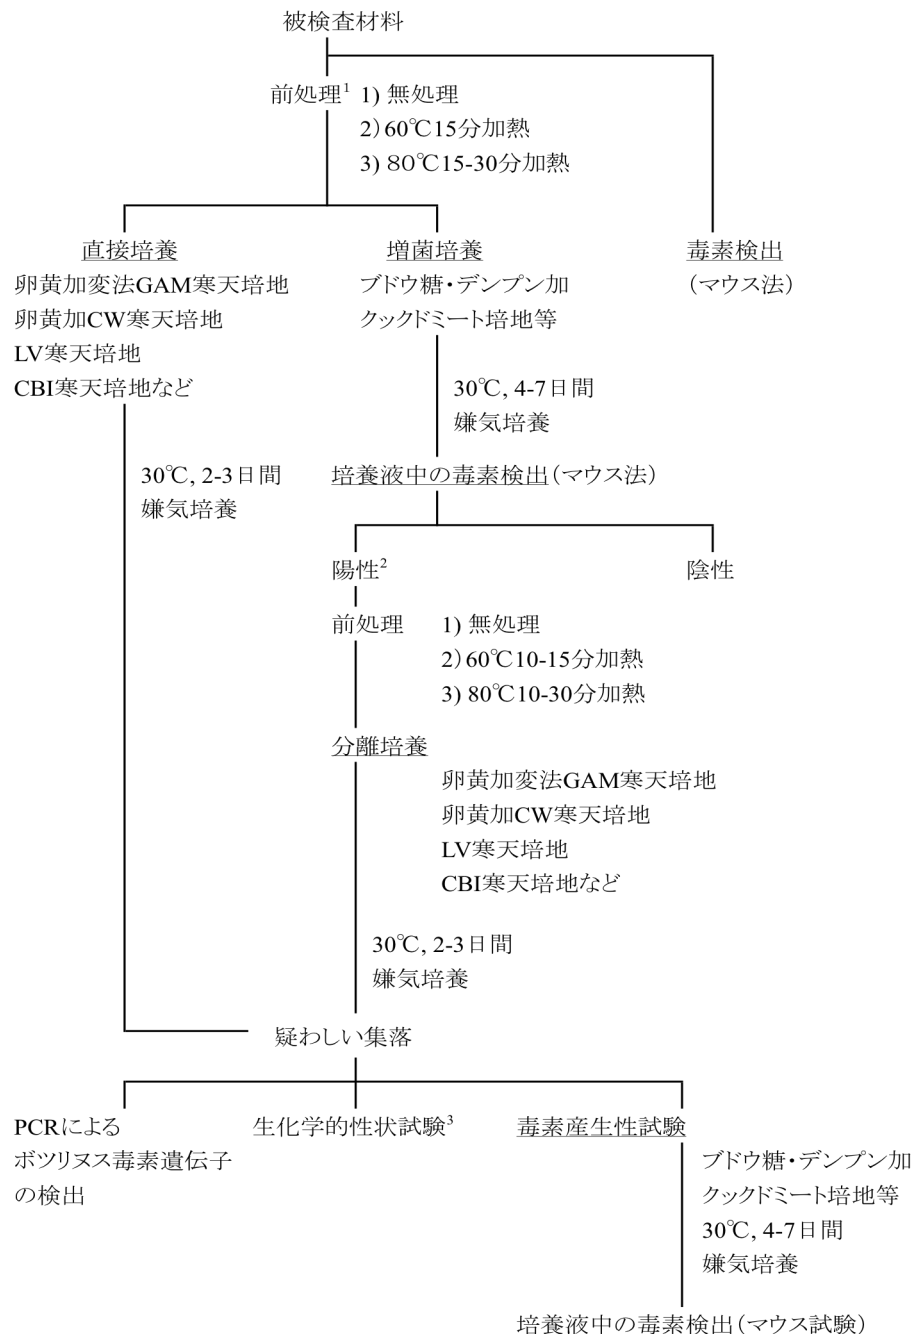 被検査材料
前処理1 1) 無処理
2) 60℃15分加熱
3) 80℃15-30分加熱
直接培養
卵黄加変法GAM寒天培地
卵黄加CW寒天培地
LV寒天培地
CBI寒天培地など
増菌培養
ブドウ糖・デンプン加
クックドミート培地等
毒素検出
(マウス法)
30℃, 4-7日間
嫌気培養
30℃, 2-3日間
嫌気培養
培養液中の毒素検出(マウス法)
陽性2
陰性
前処理 1) 無処理
2) 60℃10-15分加熱
3) 80℃10-30分加熱
分離培養
卵黄加変法GAM寒天培地
卵黄加CW寒天培地
LV寒天培地
CBI寒天培地など
30℃, 2-3日間
嫌気培養
疑わしい集落
PCRによる
ボツリヌス毒素遺伝子
の検出
生化学的性状試験3
毒素産生性試験
ブドウ糖・デンプン加
クックドミート培地等
30℃, 4-7日間
嫌気培養
培養液中の毒素検出(マウス試験)